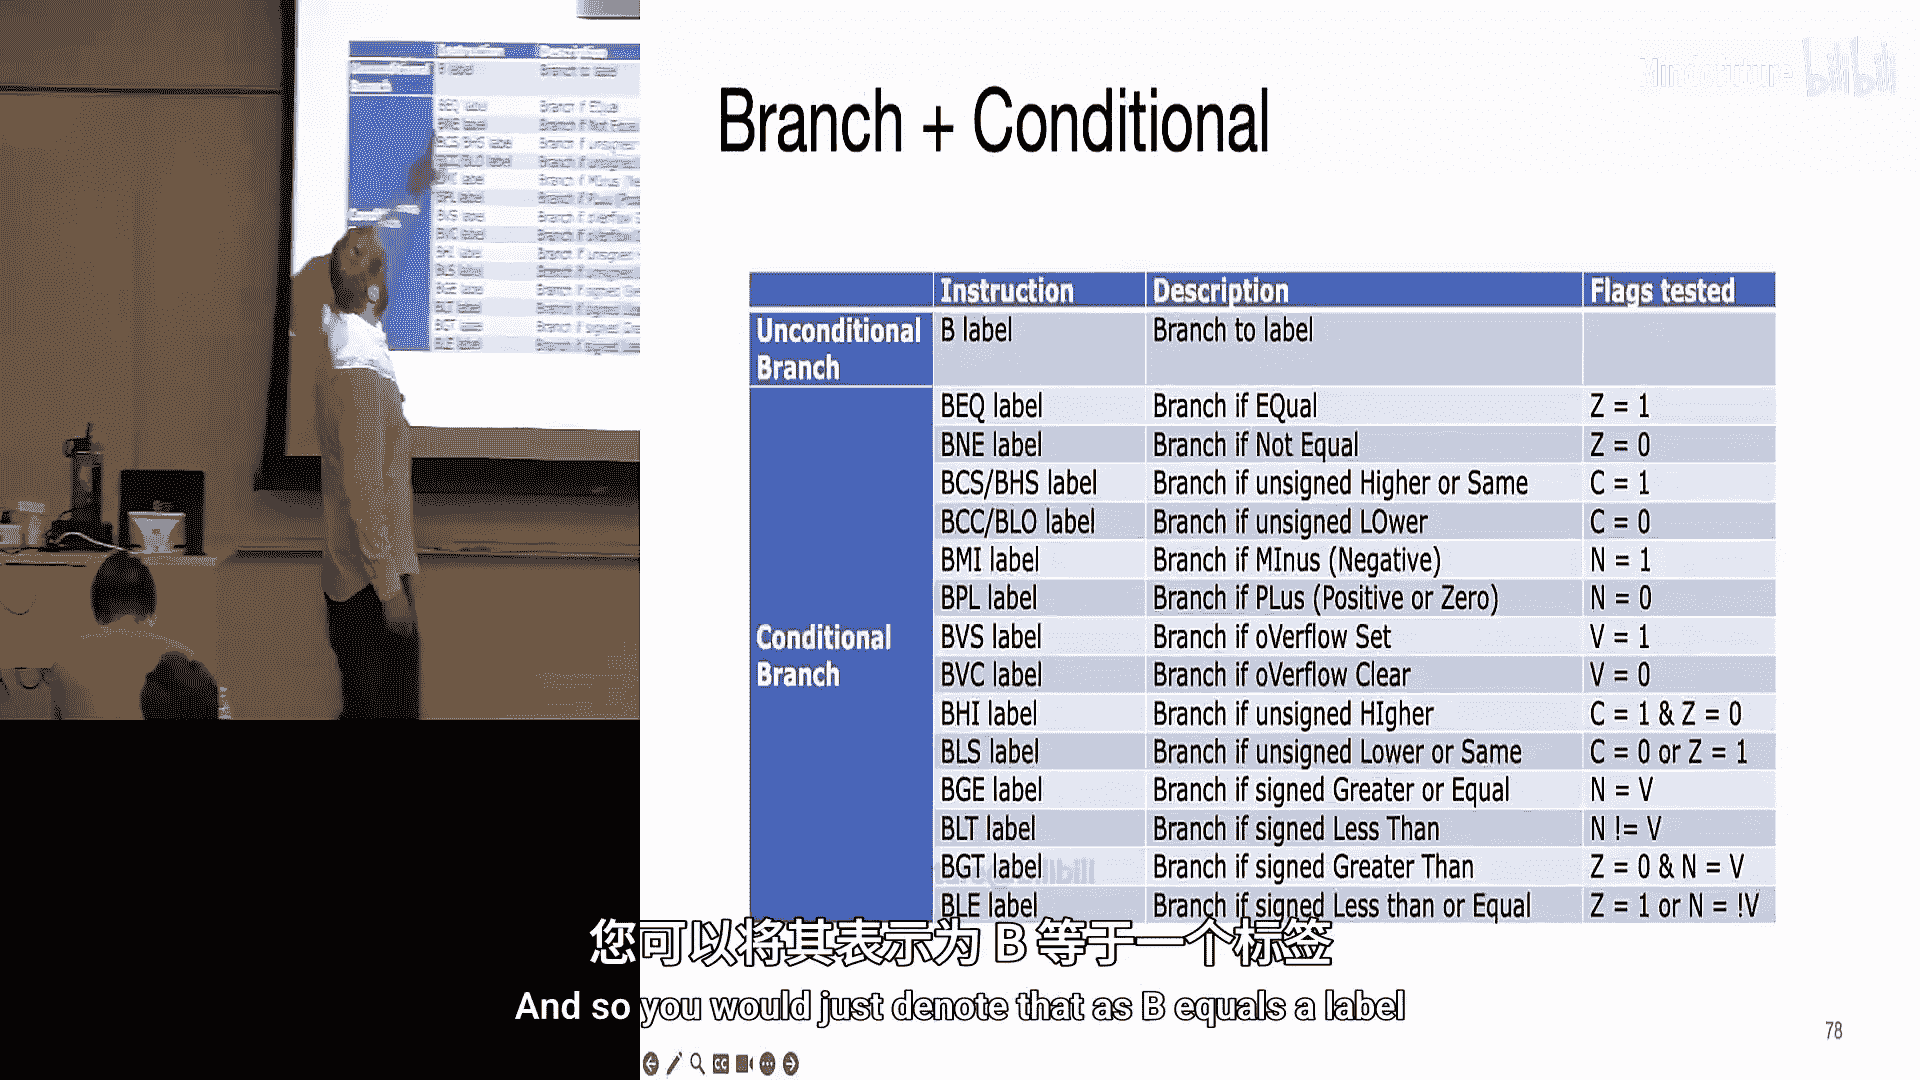 bilibili
Branch + Conditional
Instruction Description Flags tested
Unconditional Branch B label Branch to label
Conditional Branch
BEQ label Branch if EQual Z = 1
BNE label Branch if Not Equal Z = 0
BCS/BHS label Branch if unsigned Higher or Same C = 1
BCC/BLO label Branch if unsigned LOwer C = 0
BMI label Branch if MInus (Negative) N = 1
BPL label Branch if PLus (Positive or Zero) N = 0
BVS label Branch if oVerflow Set V = 1
BVC label Branch if oVerflow Clear V = 0
BHI label Branch if unsigned HIgher C = 1 & Z = 0
BLS label Branch if unsigned Lower or Same C = 0 or Z = 1
BGE label Branch if signed Greater or Equal N = V
BLT label Branch if signed Less Than N != V
BGT label Branch if signed Greater Than Z = 0 & N = V
BLE label Branch if signed Less than or Equal Z = 1 or N = !V
您可以将其表示为 B 等于一个标签
And so you would just denote that as B equals a label
78